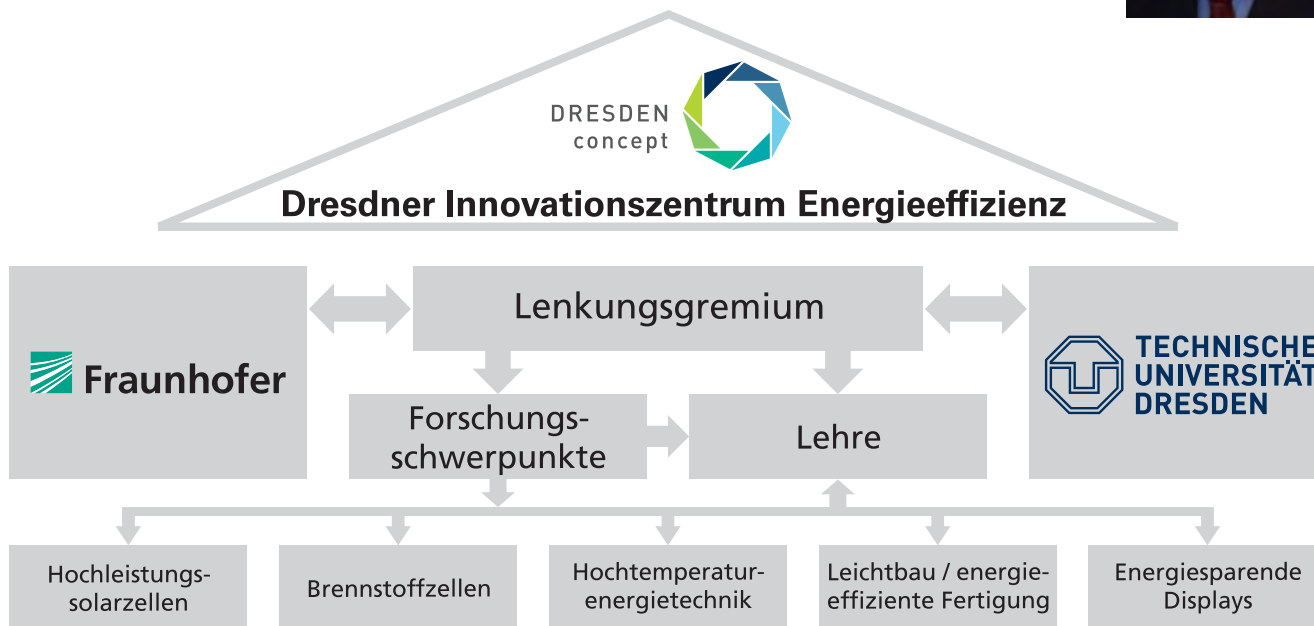 DRESDEN
concept
Dresdner Innovationszentrum Energieeffizienz
Fraunhofer
Lenkungsgremium
TECHNISCHE
UNIVERSITÄT
DRESDEN
Forschungs-
schwerpunkte
Lehre
Hochleistungs-
solarzellen
Brennstoffzellen
Hochtemperatur-
energietechnik
Leichtbau / energie-
effiziente Fertigung
Energiesparende
Displays